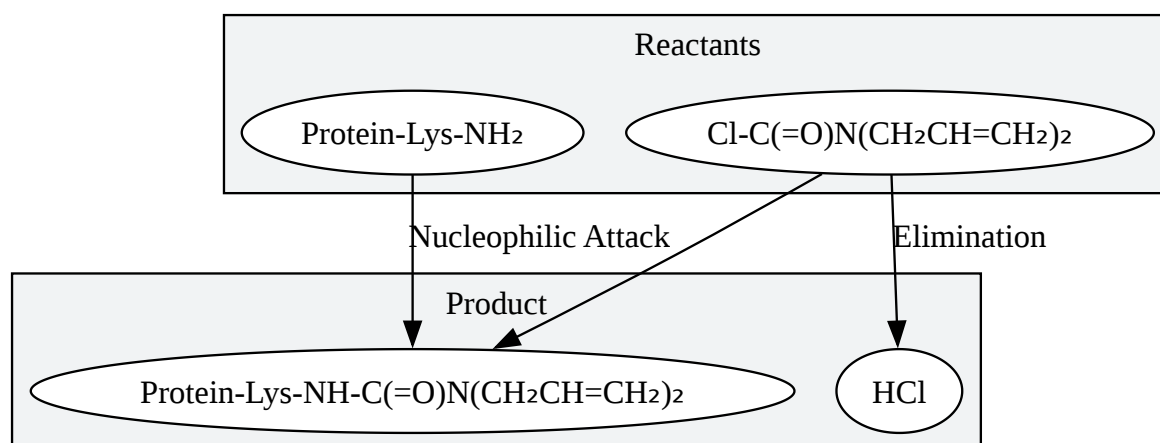 Reactants
Protein-Lys-NH₂
Cl-C(=O)N(CH₂CH=CH₂)₂
Nucleophilic Attack
Elimination
Product
Protein-Lys-NH-C(=O)N(CH₂CH=CH₂)₂
HCl